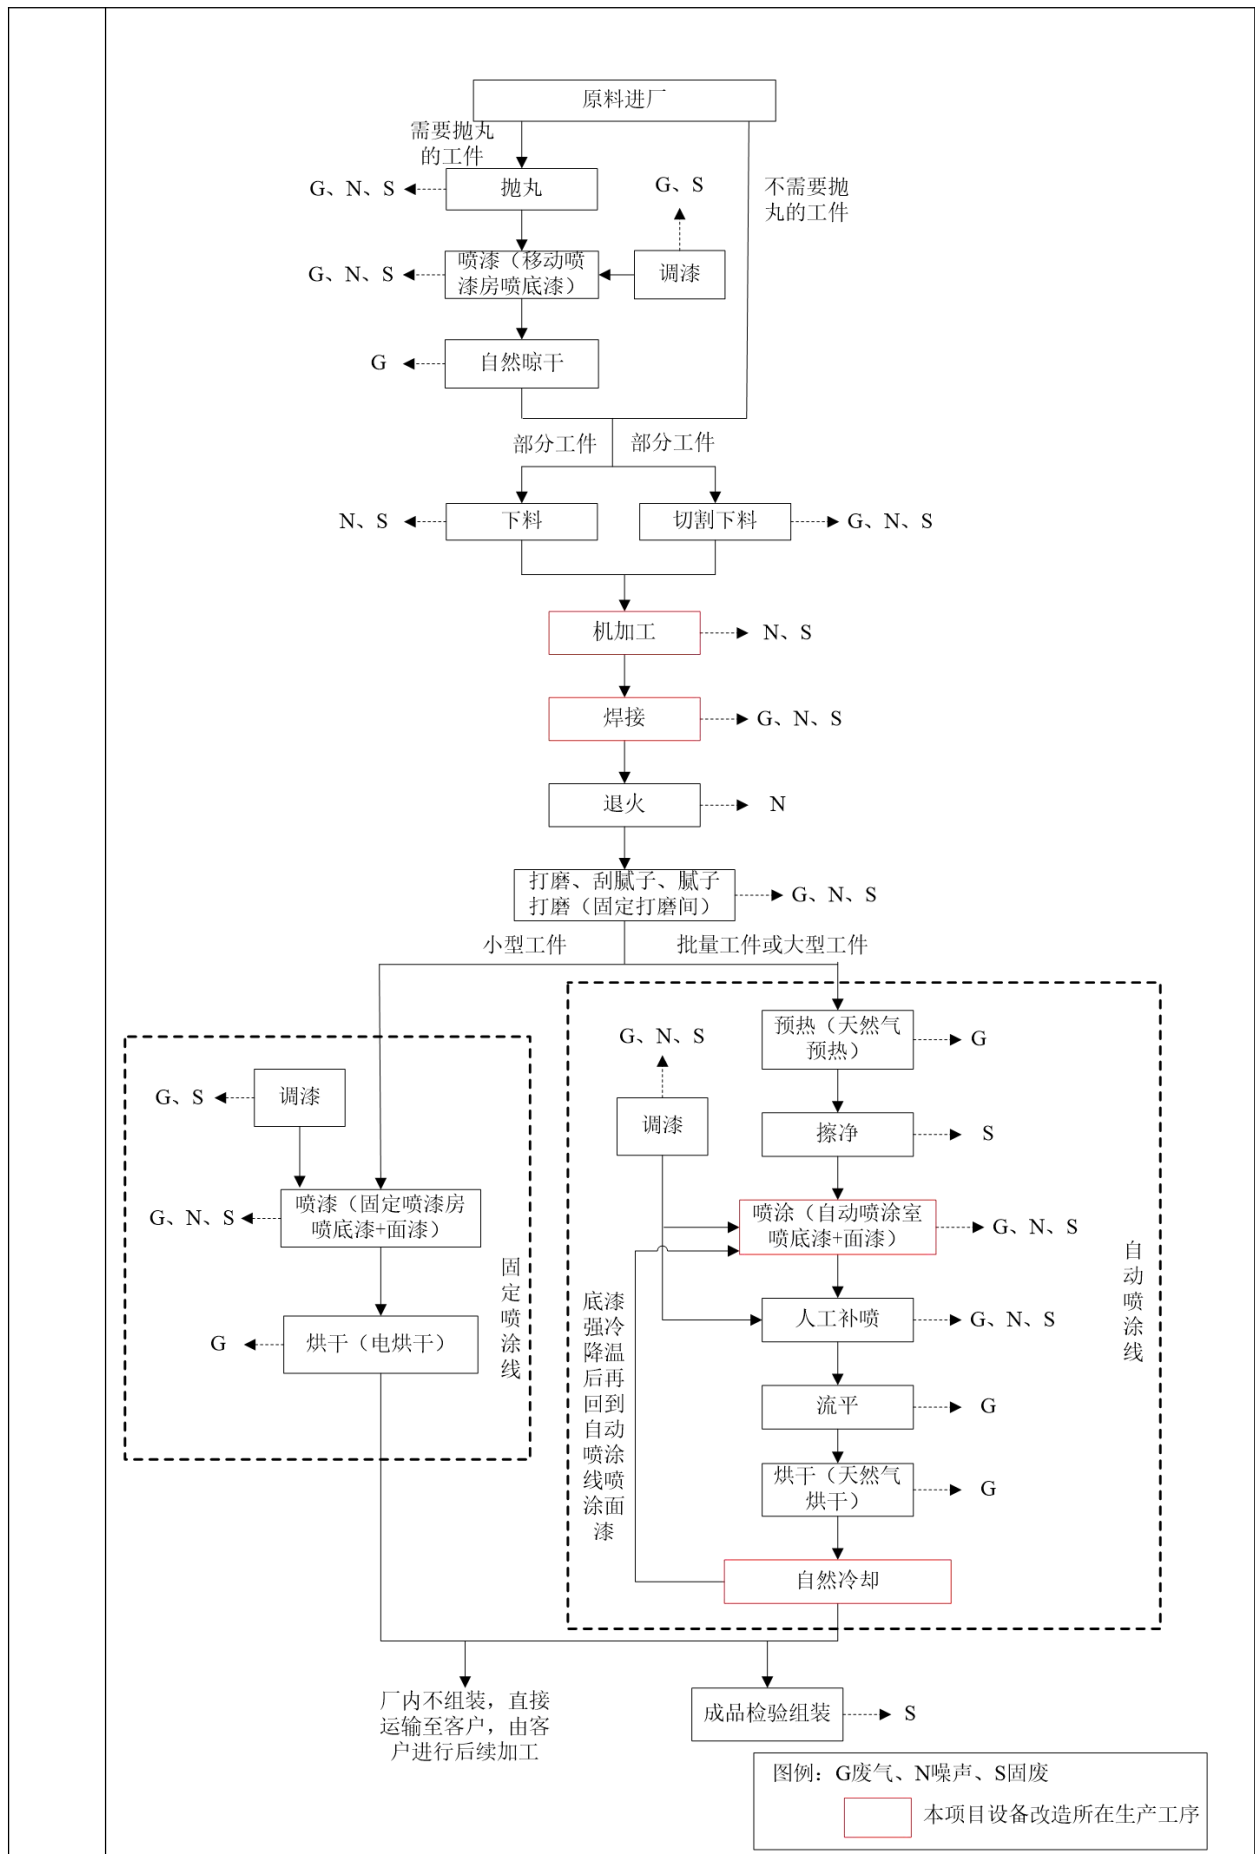 原料进厂
需要抛丸
的工件
G、N、S
抛丸
G、S
不需要抛
丸的工件
G、N、S
喷漆（移动喷
漆房喷底漆）
调漆
G
自然晾干
部分工件
部分工件
N、S
下料
切割下料
G、N、S
机加工
N、S
焊接
G、N、S
退火
N
打磨、刮腻子、腻子
打磨（固定打磨间）
G、N、S
小型工件
批量工件或大型工件
预热（天然气
预热）
G
G、N、S
G、S
调漆
调漆
擦净
S
G、N、S
喷漆（固定喷漆房
喷底漆+面漆）
喷涂（自动喷涂室
喷底漆+面漆）
G、N、S
固
定
喷
涂
线
自
动
喷
涂
线
底漆
强冷
降温
后再
回到
自动
喷涂
线喷
涂面
漆
人工补喷
G、N、S
G
烘干（电烘干）
流平
G
烘干（天然气
烘干）
G
自然冷却
厂内不组装，直接
运输至客户，由客
户进行后续加工
成品检验组装
S
图例：G废气、N噪声、S固废
本项目设备改造所在生产工序